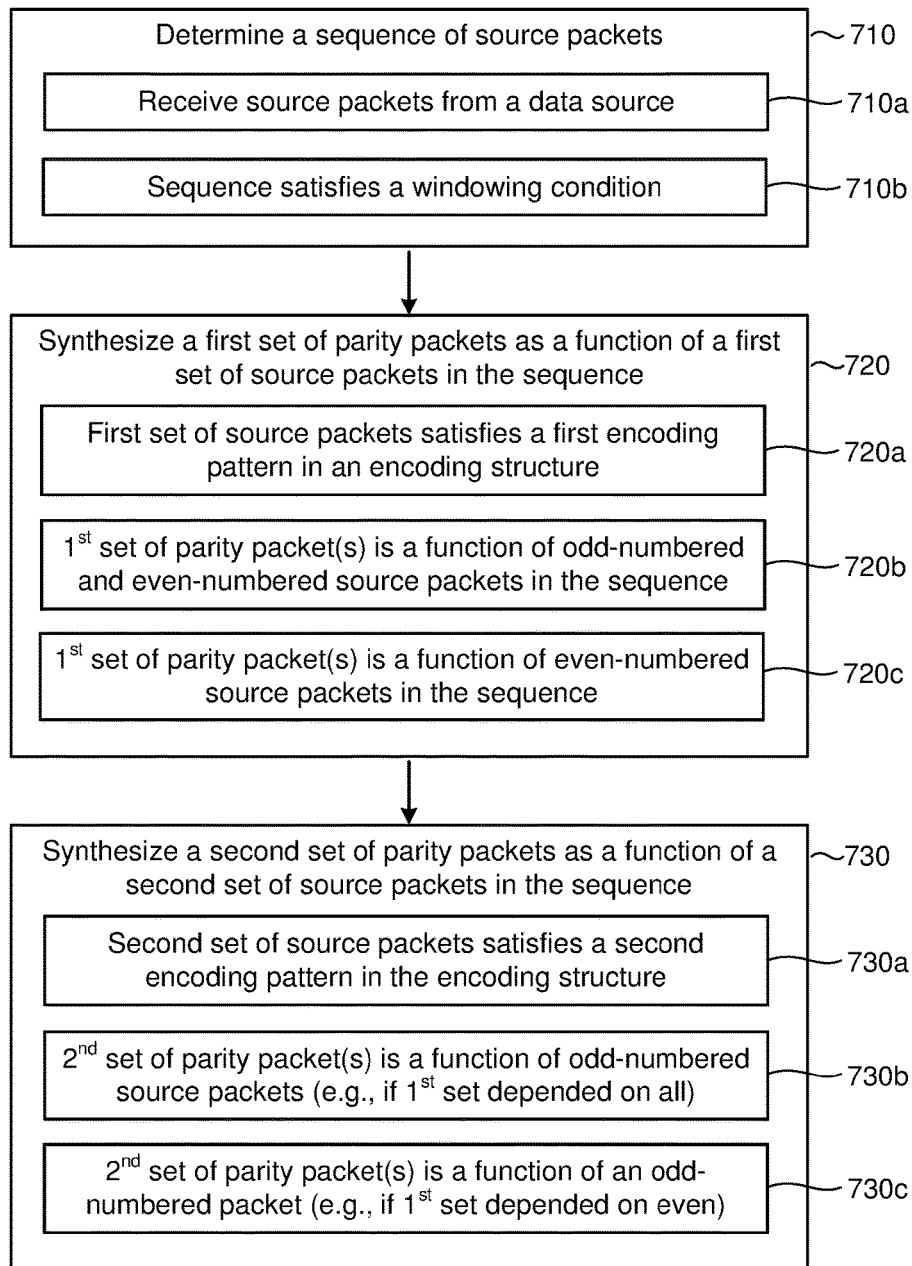 Determine a sequence of source packets
710
Receive source packets from a data source
710a
Sequence satisfies a windowing condition
710b
Synthesize a first set of parity packets as a function of a first
set of source packets in the sequence
720
First set of source packets satisfies a first encoding
pattern in an encoding structure
720a
1st set of parity packet(s) is a function of odd-numbered
and even-numbered source packets in the sequence
720b
1st set of parity packet(s) is a function of even-numbered
source packets in the sequence
720c
Synthesize a second set of parity packets as a function of a
second set of source packets in the sequence
730
Second set of source packets satisfies a second
encoding pattern in the encoding structure
730a
2nd set of parity packet(s) is a function of odd-numbered
source packets (e.g., if 1st set depended on all)
730b
2nd set of parity packet(s) is a function of an odd-
numbered packet (e.g., if 1st set depended on even)
730c